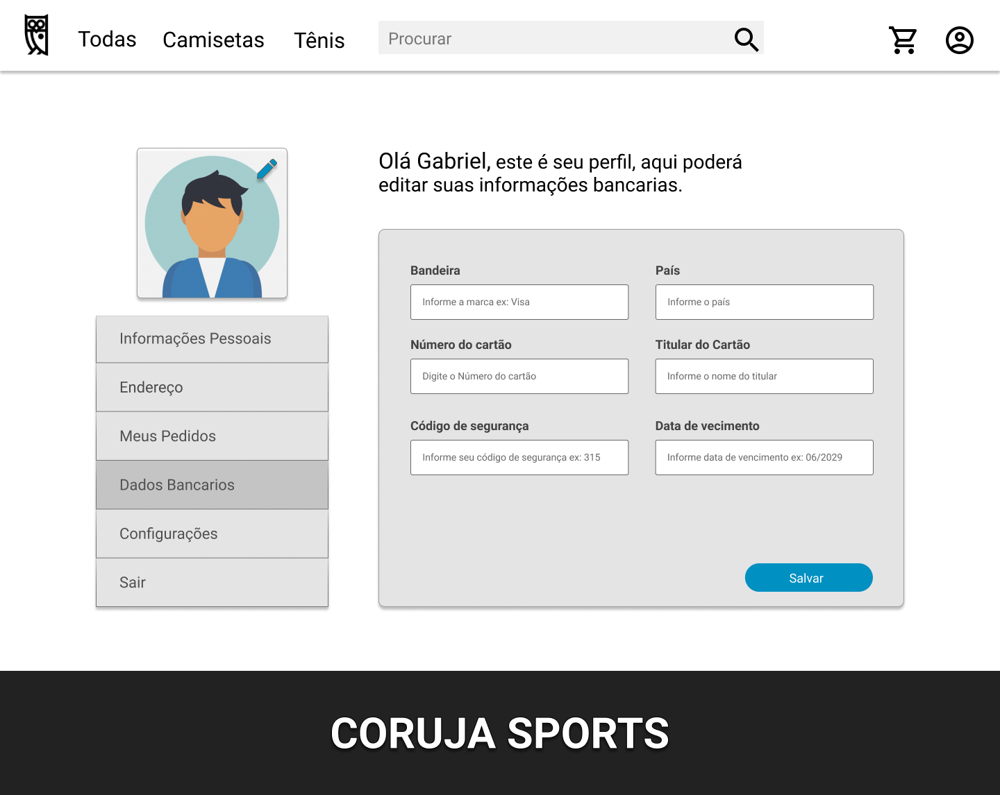 Todas Camisetas Tênis Procurar
Olá Gabriel, este é seu perfil, aqui poderá
editar suas informações bancarias.
Informações Pessoais
Endereço
Meus Pedidos
Dados Bancarios
Configurações
Sair
Bandeira País
Informe a marca ex: Visa Informe o país
Número do cartão Titular do Cartão
Digite o Número do cartão Informe o nome do titular
Código de segurança Data de vecimento
Informe seu código de segurança ex: 315 Informe data de vencimento ex: 06/2029
Salvar
CORUJA SPORTS